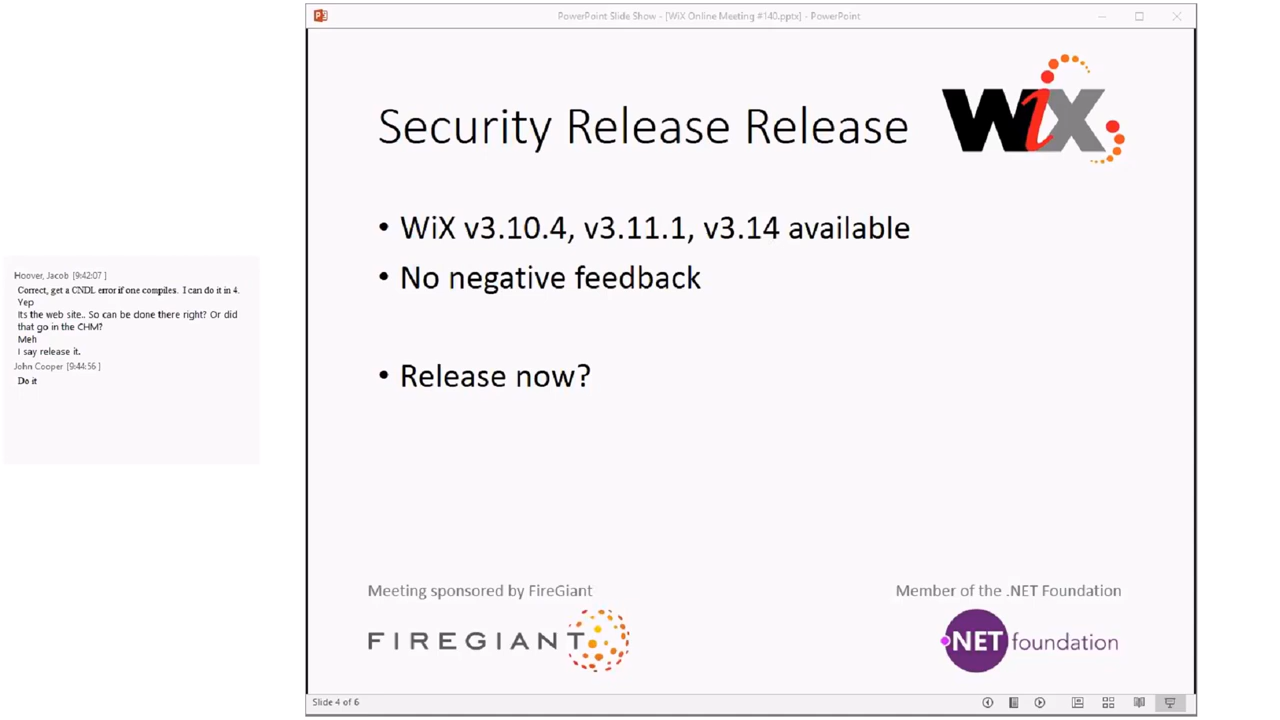 PowerPoint Slide Show - [WiX Online Meeting #140.pptx] - PowerPoint
Security Release Release
WiX
• WiX v3.10.4, v3.11.1, v3.14 available
• No negative feedback
• Release now?
Hoover, Jacob [9:42:07 ]
Correct, get a CNDL error if one compiles. I can do it in 4.
Yep
Its the web site.. So can be done there right? Or did
that go in the CHM?
Meh
I say release it.
John Cooper [9:44:56 ]
Do it
Meeting sponsored by FireGiant
FIREGIANT
Member of the .NET Foundation
.NET foundation
Slide 4 of 6